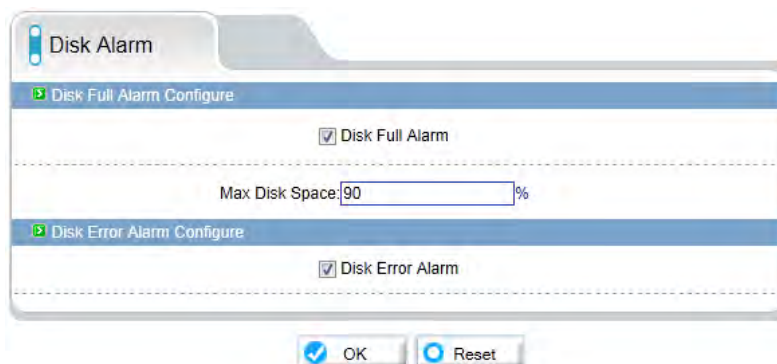 Disk Alarm
Disk Full Alarm Configure
Disk Full Alarm
Max Disk Space:90%
Disk Error Alarm Configure
Disk Error Alarm
OK Reset